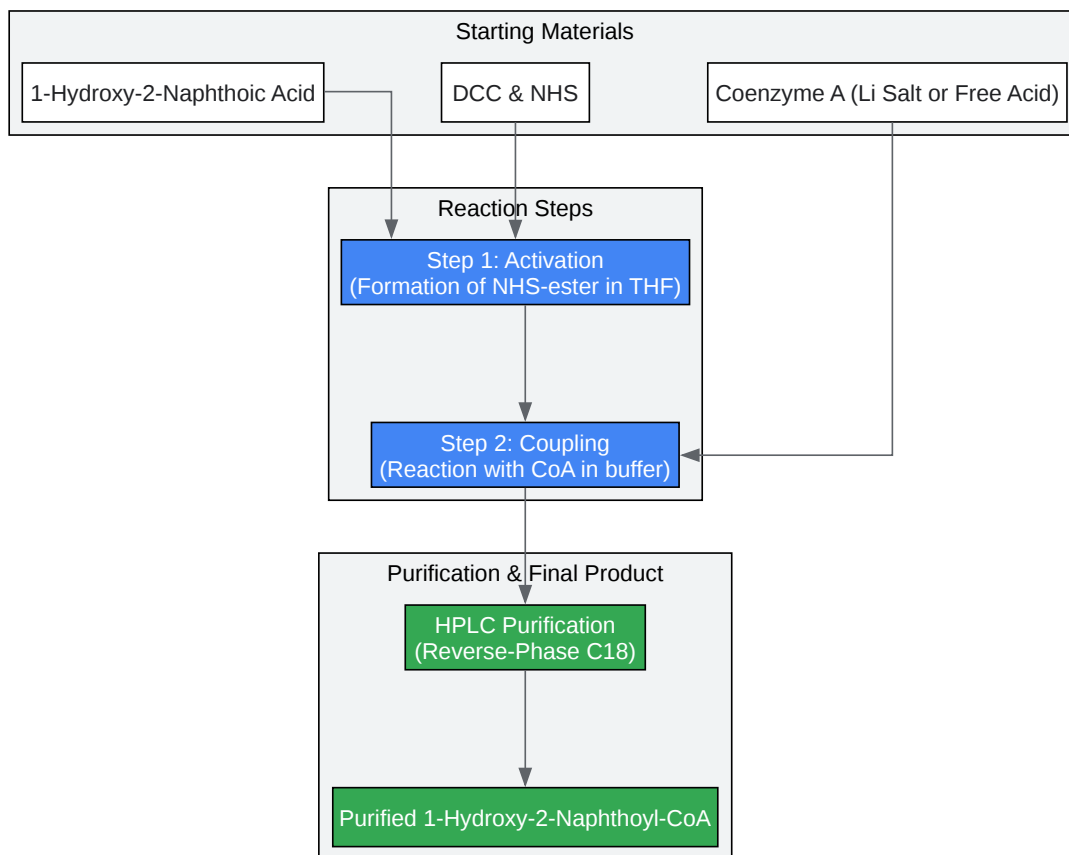 Starting Materials
1-Hydroxy-2-Naphthoic Acid
DCC & NHS
Coenzyme A (Li Salt or Free Acid)
Reaction Steps
Step 1: Activation
(Formation of NHS-ester in THF)
Step 2: Coupling
(Reaction with CoA in buffer)
Purification & Final Product
HPLC Purification
(Reverse-Phase C18)
Purified 1-Hydroxy-2-Naphthoyl-CoA